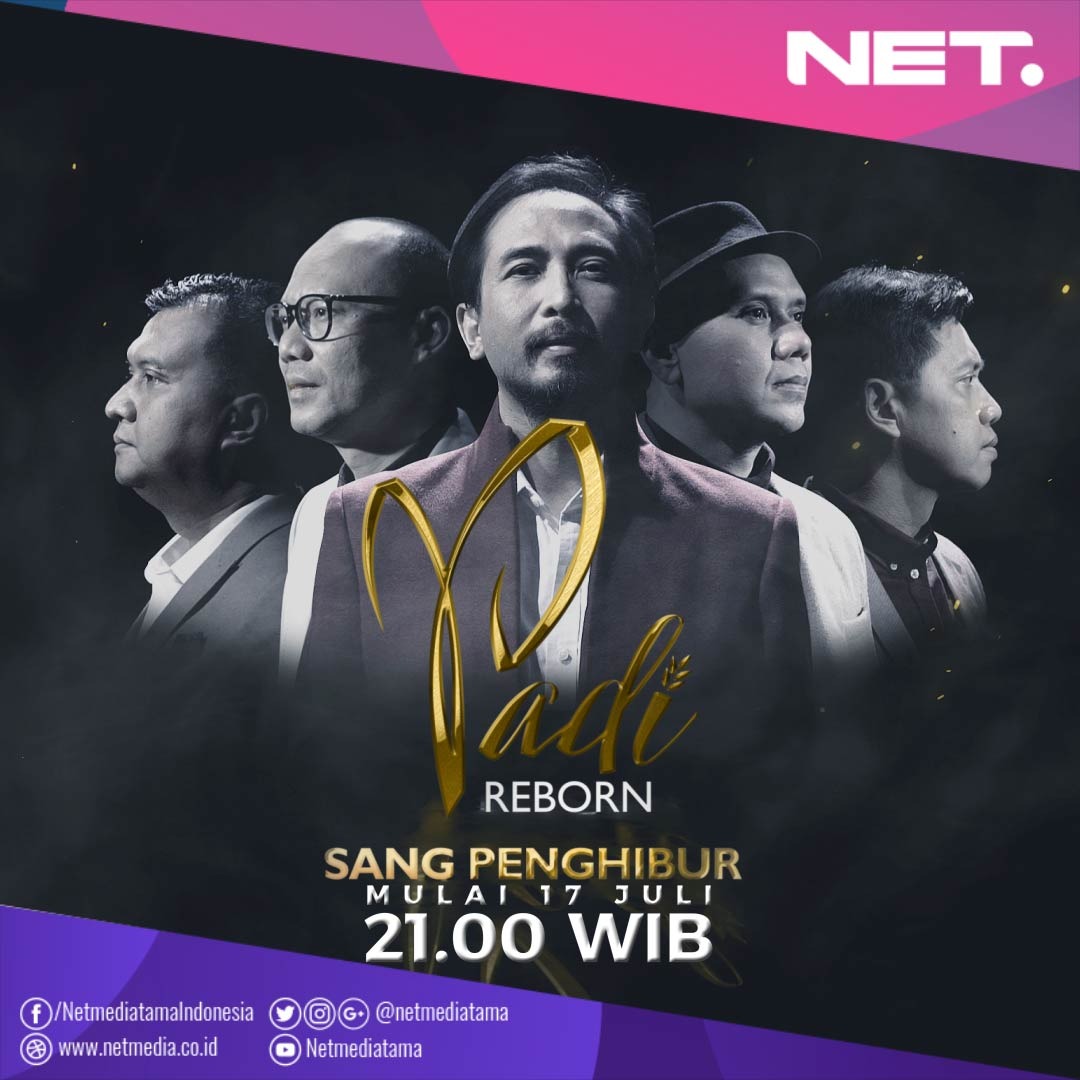 NET.
Padi
REBORN
SANG PENGHIBUR
MULAI 17 JULI
21.00 WIB
/NetmediatamaIndonesia
@netmediatama
www.netmedia.co.id
Netmediatama